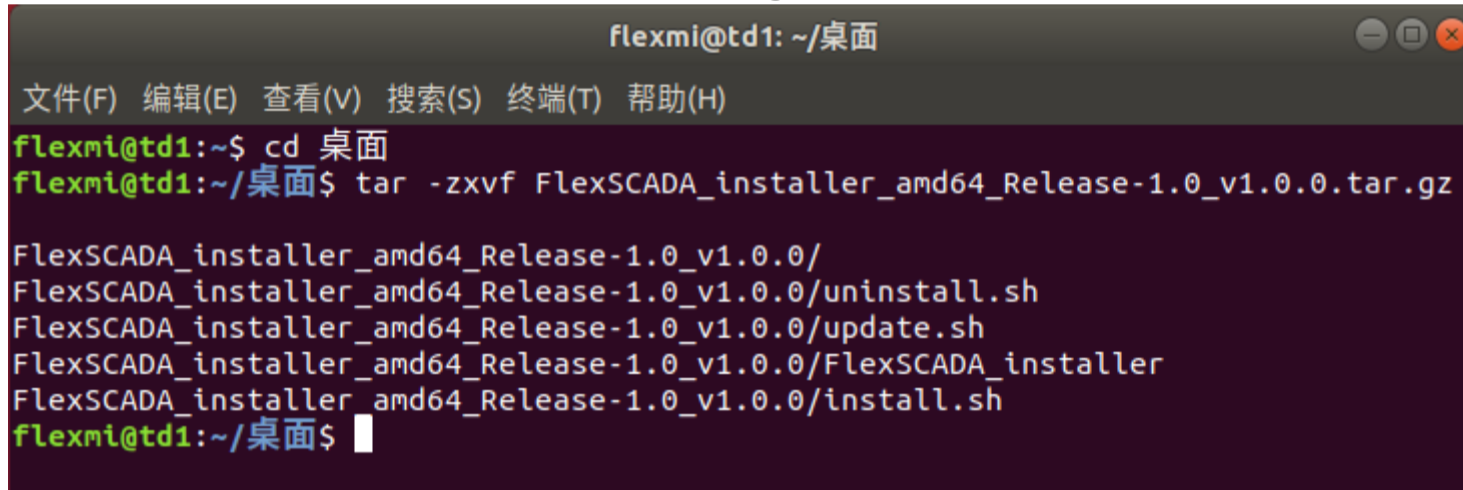 flexmi@td1: ~/桌面
文件(F) 编辑(E) 查看(V) 搜索(S) 终端(T) 帮助(H)
flexmi@td1:~$ cd 桌面
flexmi@td1:~/桌面$ tar -zxvf FlexSCADA_installer_amd64_Release-1.0_v1.0.0.tar.gz
FlexSCADA_installer_amd64_Release-1.0_v1.0.0/
FlexSCADA_installer_amd64_Release-1.0_v1.0.0/uninstall.sh
FlexSCADA_installer_amd64_Release-1.0_v1.0.0/update.sh
FlexSCADA_installer_amd64_Release-1.0_v1.0.0/FlexSCADA_installer
FlexSCADA_installer_amd64_Release-1.0_v1.0.0/install.sh
flexmi@td1:~/桌面$